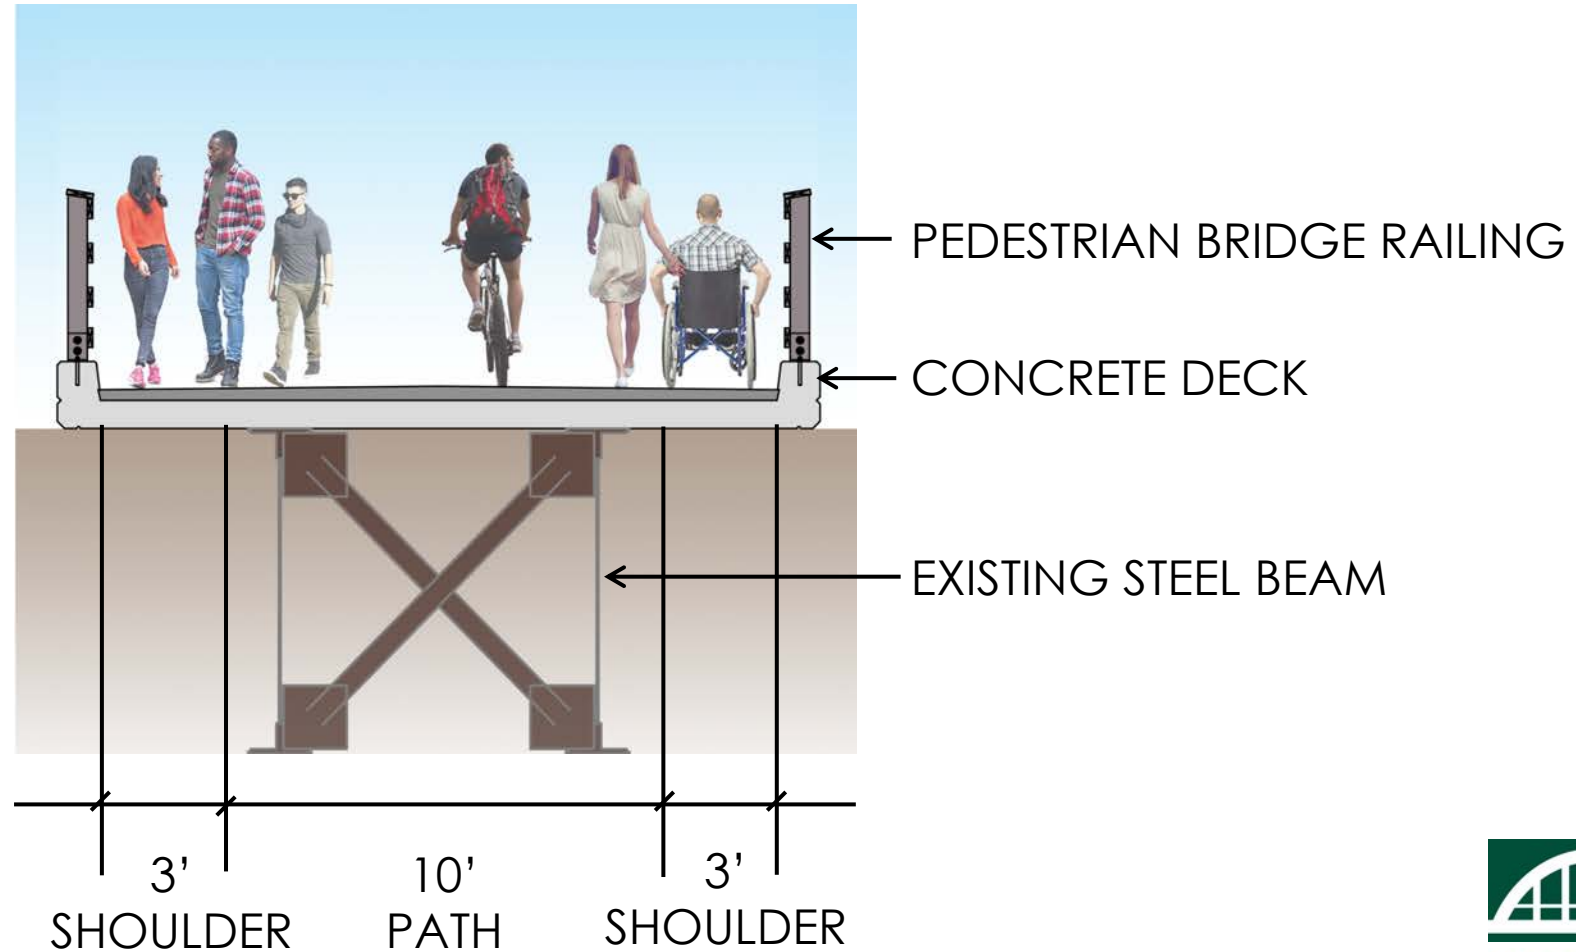 PEDESTRIAN BRIDGE RAILING
CONCRETE DECK
EXISTING STEEL BEAM
3’
SHOULDER
10’
PATH
3’
SHOULDER